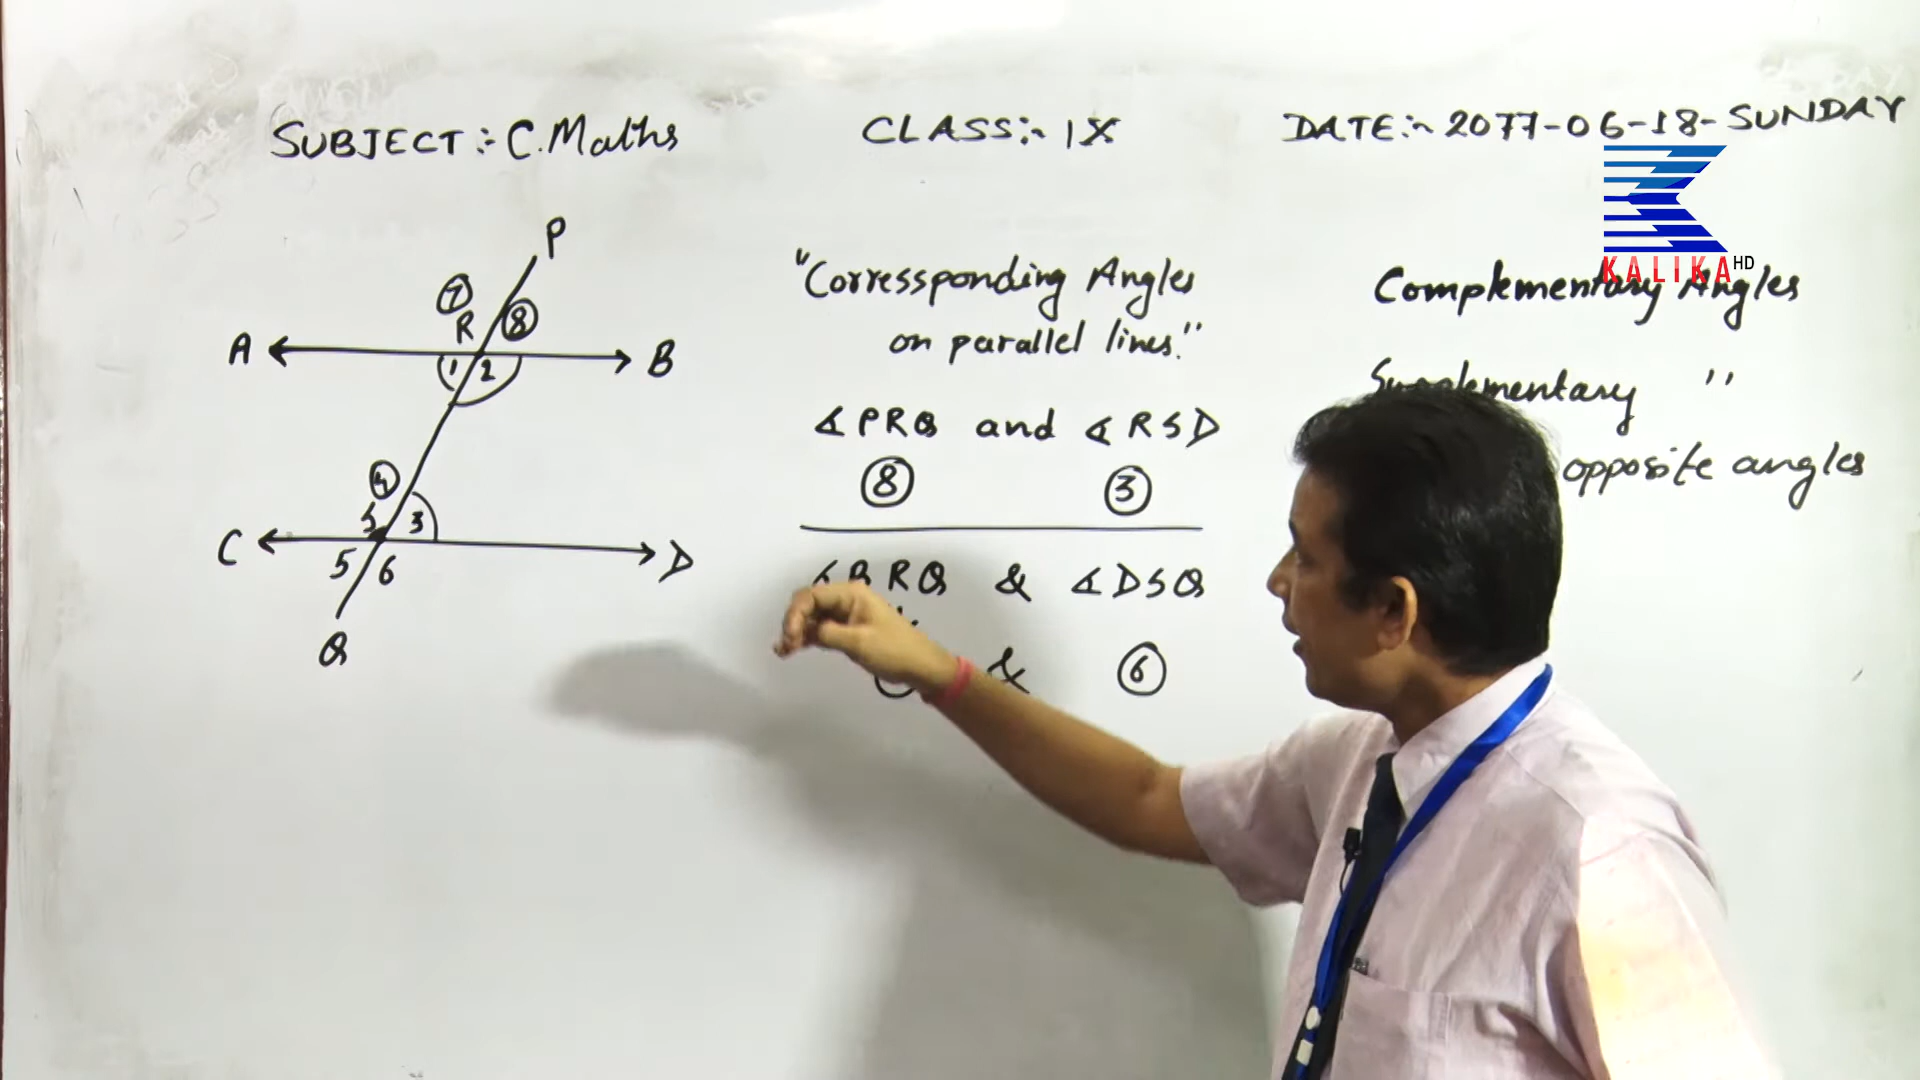 SUBJECT:- C.Maths
CLASS:- IX
DATE:- 2077-06-18-SUNDAY
KALIKA HD
P
7
R
8
A
B
1
2
4
S
3
C
D
5
6
Q
"Corressponding Angles
on parallel lines."
∡PRQ and ∡RSD
8
3
∡BRQ & ∡DSQ
&
6
Complementary Angles
Supplementary "
opposite angles